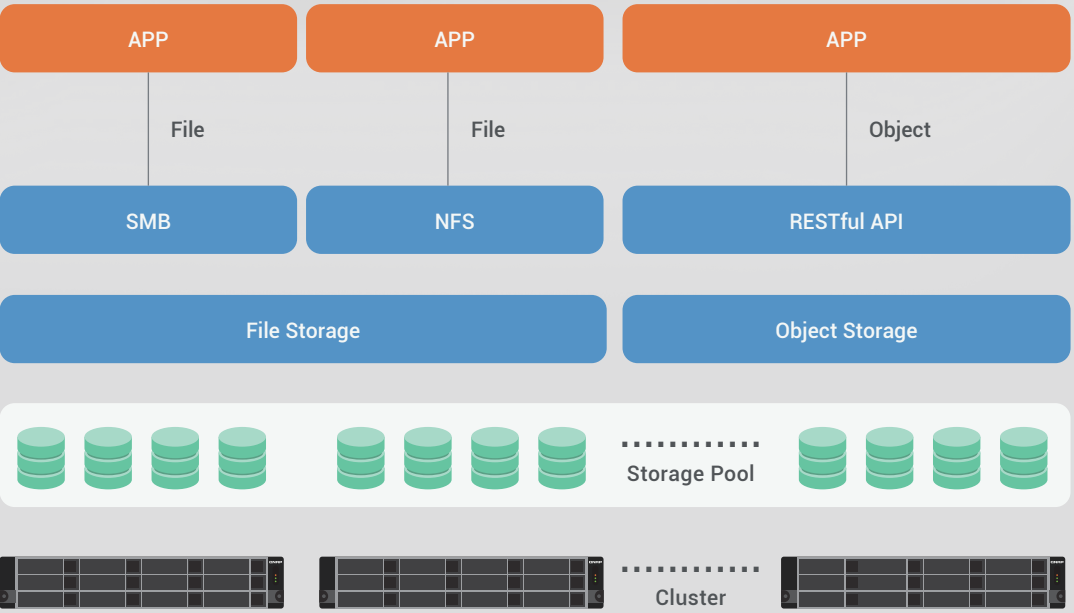 APP
APP
APP
File
File
Object
SMB
NFS
RESTful API
File Storage
Object Storage
Storage Pool
Cluster